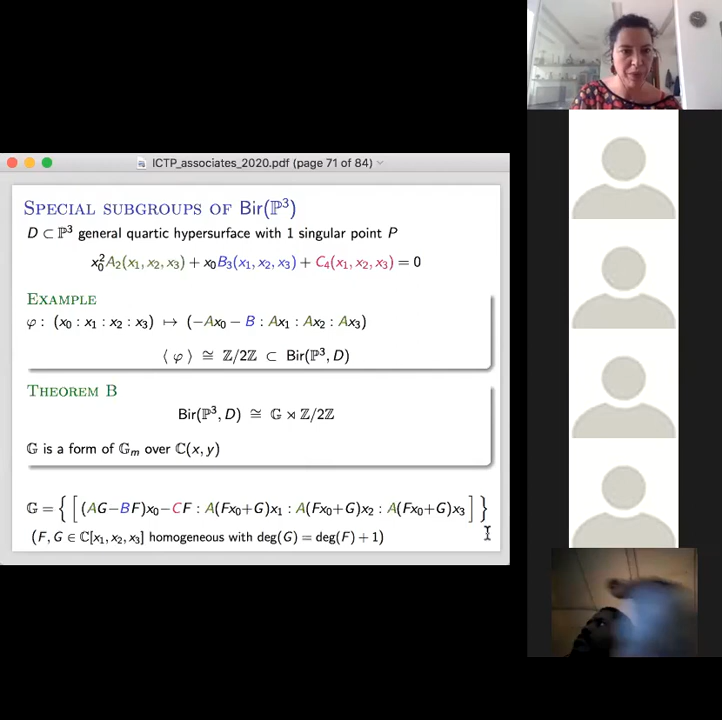 ICTP_associates_2020.pdf (page 71 of 84)
SPECIAL SUBGROUPS OF Bir(ℙ³)
D ⊂ ℙ³ general quartic hypersurface with 1 singular point P
x₀²A₂(x₁, x₂, x₃) + x₀B₃(x₁, x₂, x₃) + C₄(x₁, x₂, x₃) = 0
EXAMPLE
φ : (x₀ : x₁ : x₂ : x₃) ↦ (−Ax₀ − B : Ax₁ : Ax₂ : Ax₃)
⟨ φ ⟩ ≅ ℤ/2ℤ ⊂ Bir(ℙ³, D)
THEOREM B
Bir(ℙ³, D) ≅ 𝔾 ⋊ ℤ/2ℤ
𝔾 is a form of 𝔾ₘ over ℂ(x, y)
𝔾 = { [ (AG−BF)x₀−CF : A(Fx₀+G)x₁ : A(Fx₀+G)x₂ : A(Fx₀+G)x₃ ] }
(F, G ∈ ℂ[x₁, x₂, x₃] homogeneous with deg(G) = deg(F) + 1)